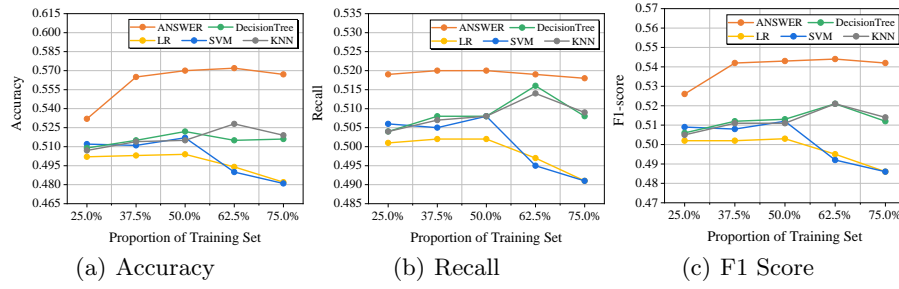 0.615
0.600
0.585
0.570
0.555
0.540
0.525
0.510
0.495
0.480
0.465
Accuracy
ANSWER DecisionTree
LR SVM KNN
25.0% 37.5% 50.0% 62.5% 75.0%
Proportion of Training Set
(a) Accuracy
0.535
0.530
0.525
0.520
0.515
0.510
0.505
0.500
0.495
0.490
0.485
Recall
ANSWER DecisionTree
LR SVM KNN
25.0% 37.5% 50.0% 62.5% 75.0%
Proportion of Training Set
(b) Recall
0.57
0.56
0.55
0.54
0.53
0.52
0.51
0.50
0.49
0.48
0.47
F1-score
ANSWER DecisionTree
LR SVM KNN
25.0% 37.5% 50.0% 62.5% 75.0%
Proportion of Training Set
(c) F1 Score